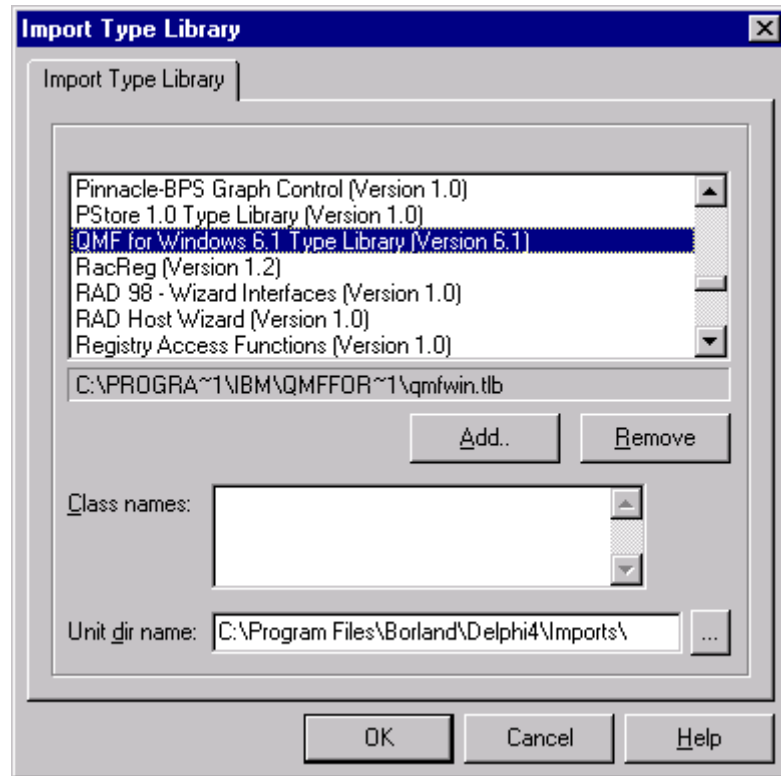 Import Type Library
Import Type Library
Pinnacle-BPS Graph Control (Version 1.0)
PStore 1.0 Type Library (Version 1.0)
QMF for Windows 6.1 Type Library (Version 6.1)
RacReg (Version 1.2)
RAD 98 - Wizard Interfaces (Version 1.0)
RAD Host Wizard (Version 1.0)
Registry Access Functions (Version 1.0)
C:\PROGRA~1\IBM\QMFFOR~1\qmfwin.tlb
Add.. Remove
Class names:
Unit dir name: C:\Program Files\Borland\Delphi4\Imports\ ...
OK Cancel Help